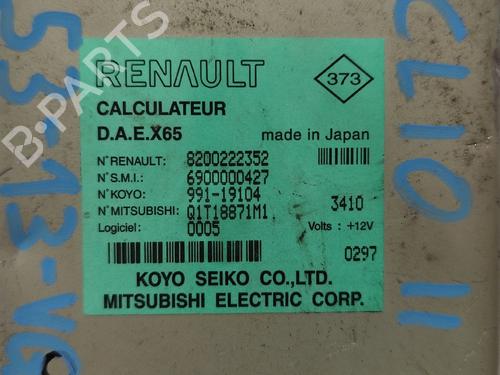 RENAULT
373
CALCULATEUR
D.A.E.X65
made in Japan
N° RENAULT: 8200222352
N° S.M.I.: 6900000427
N° KOYO: 991-19104
N° MITSUBISHI: Q1T18871M1
3410
Logiciel: 0005
Volts : +12V
0297
KOYO SEIKO CO.,LTD.
MITSUBISHI ELECTRIC CORP.
B-PARTS
CLIO II